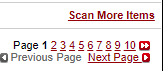 Scan More Items
Page 1 2 3 4 5 6 7 8 9 10
Previous Page Next Page